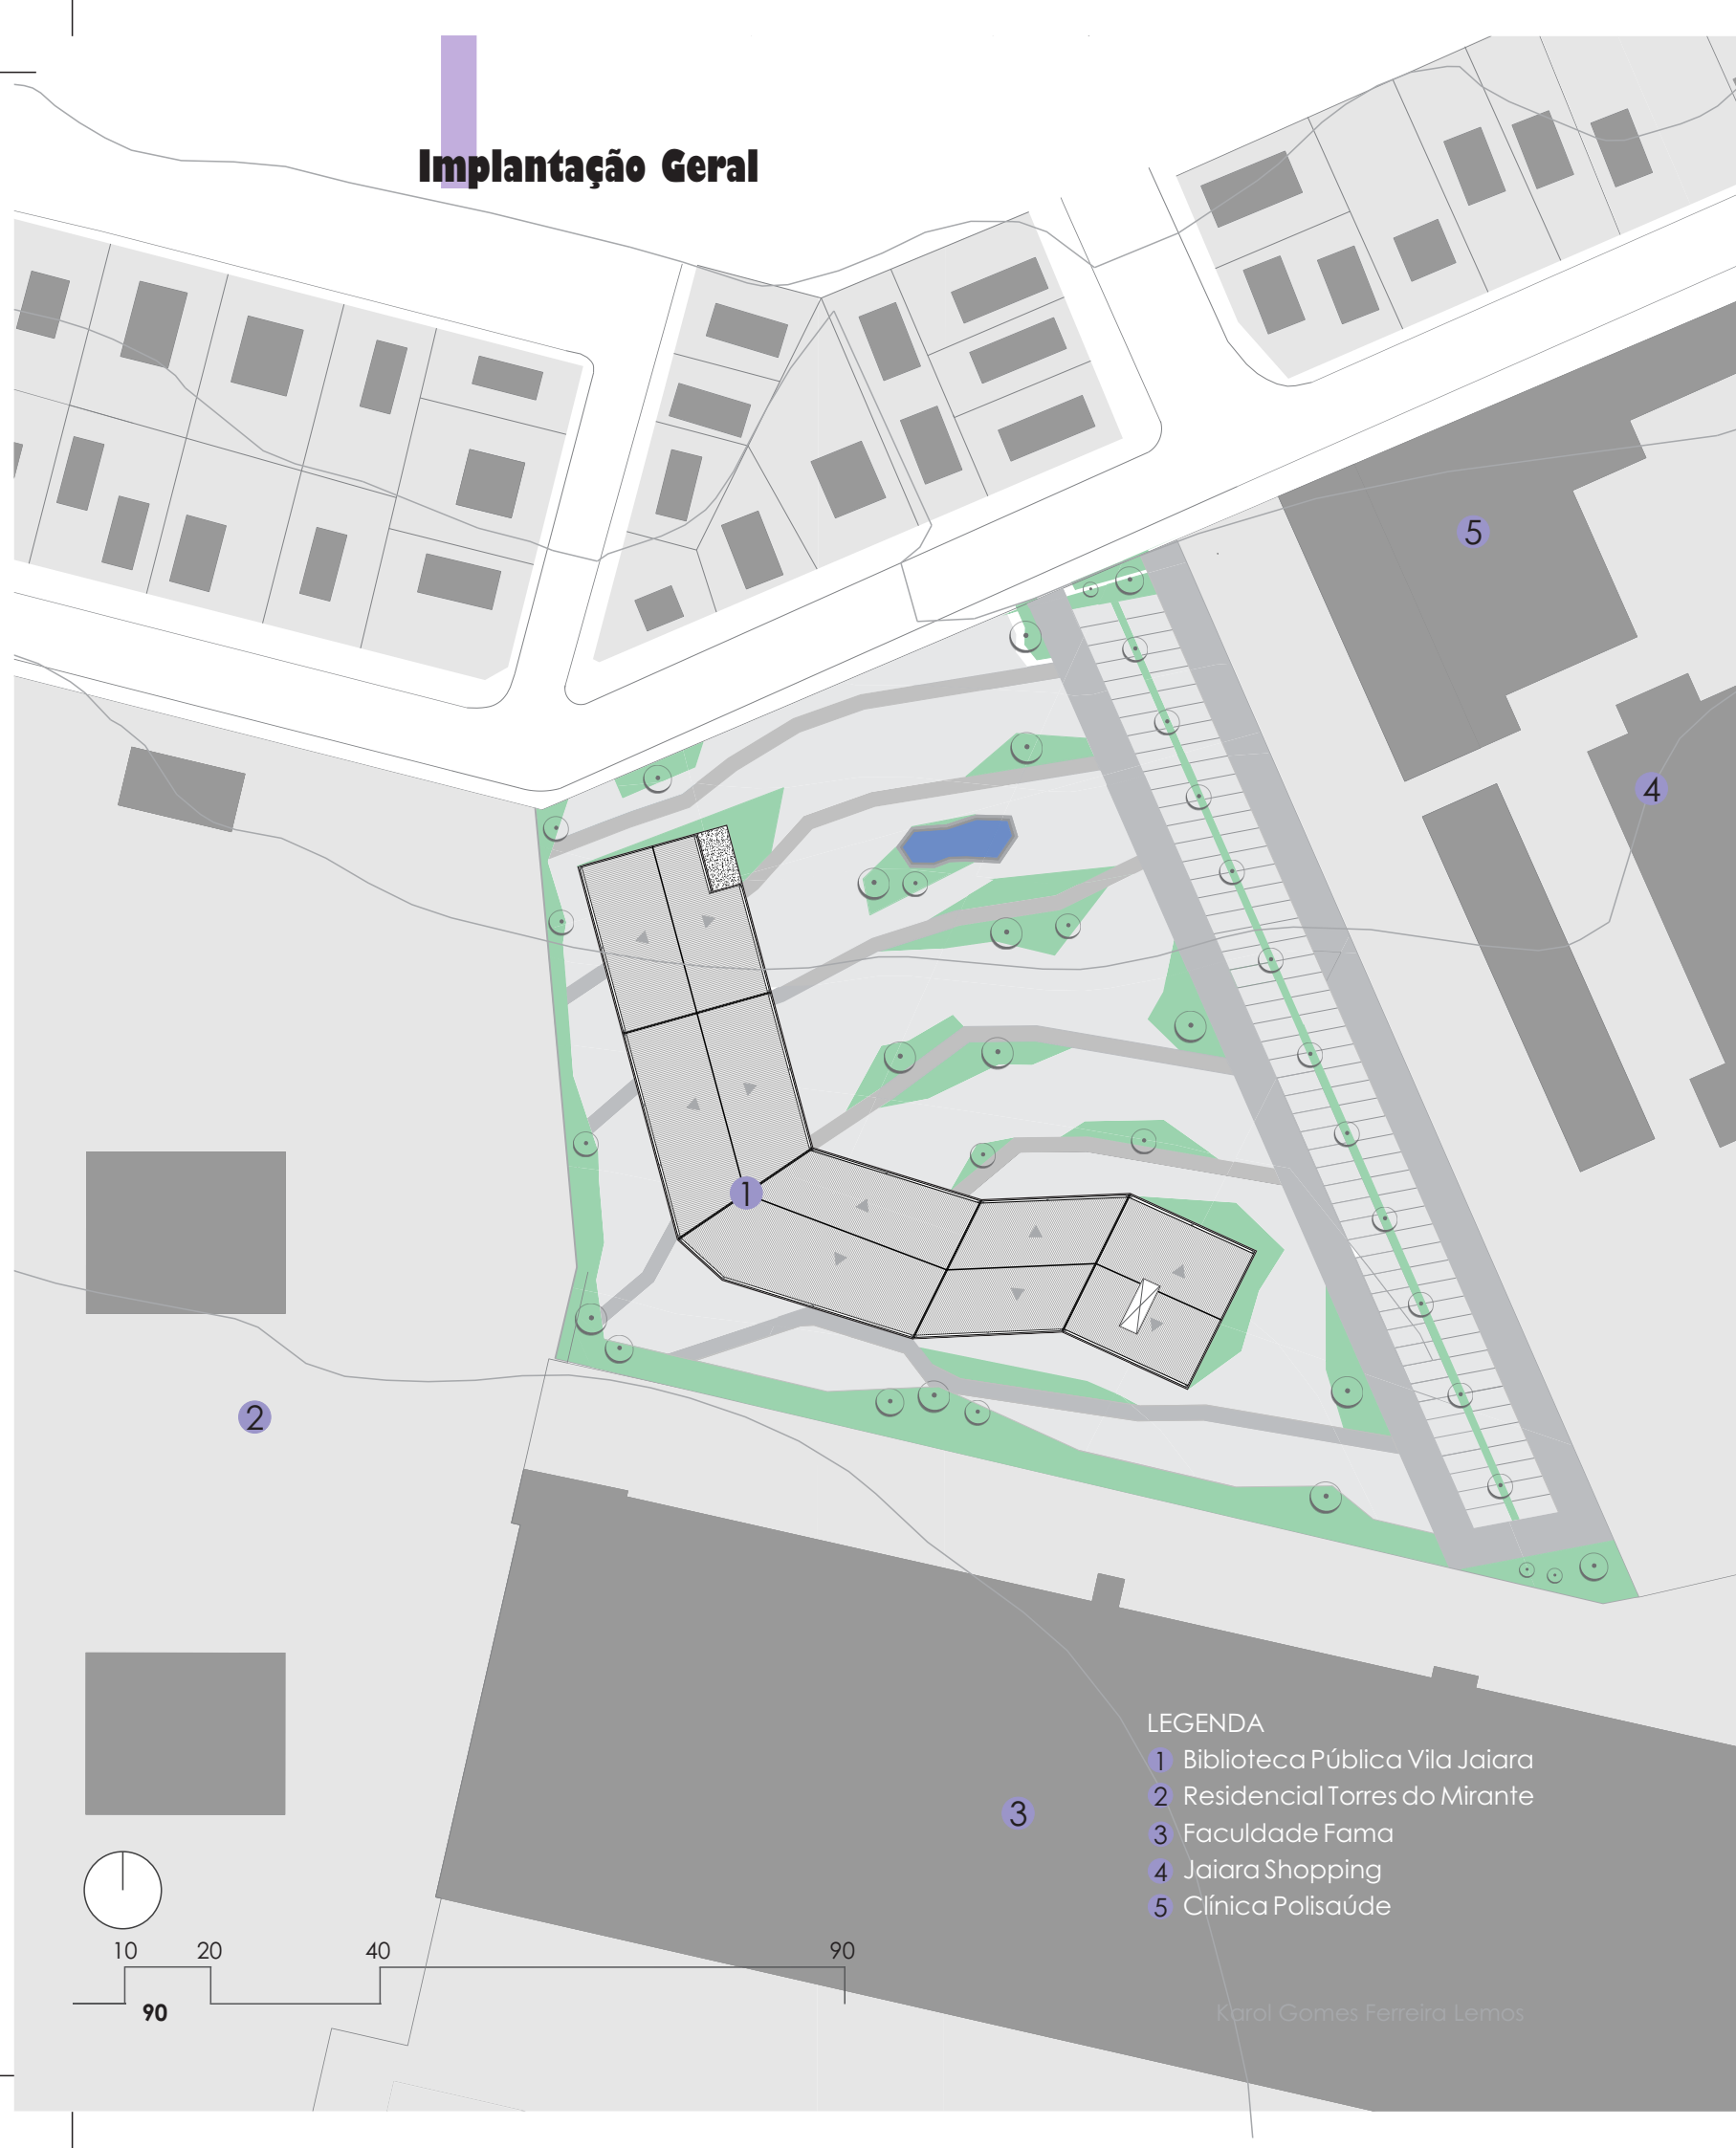 Implantação Geral
5
4
1
2
3
LEGENDA
1 Biblioteca Pública Vila Jaiara
2 Residencial Torres do Mirante
3 Faculdade Fama
4 Jaiara Shopping
5 Clínica Polisaúde
10 20 40 90
90
Karol Gomes Ferreira Lemos